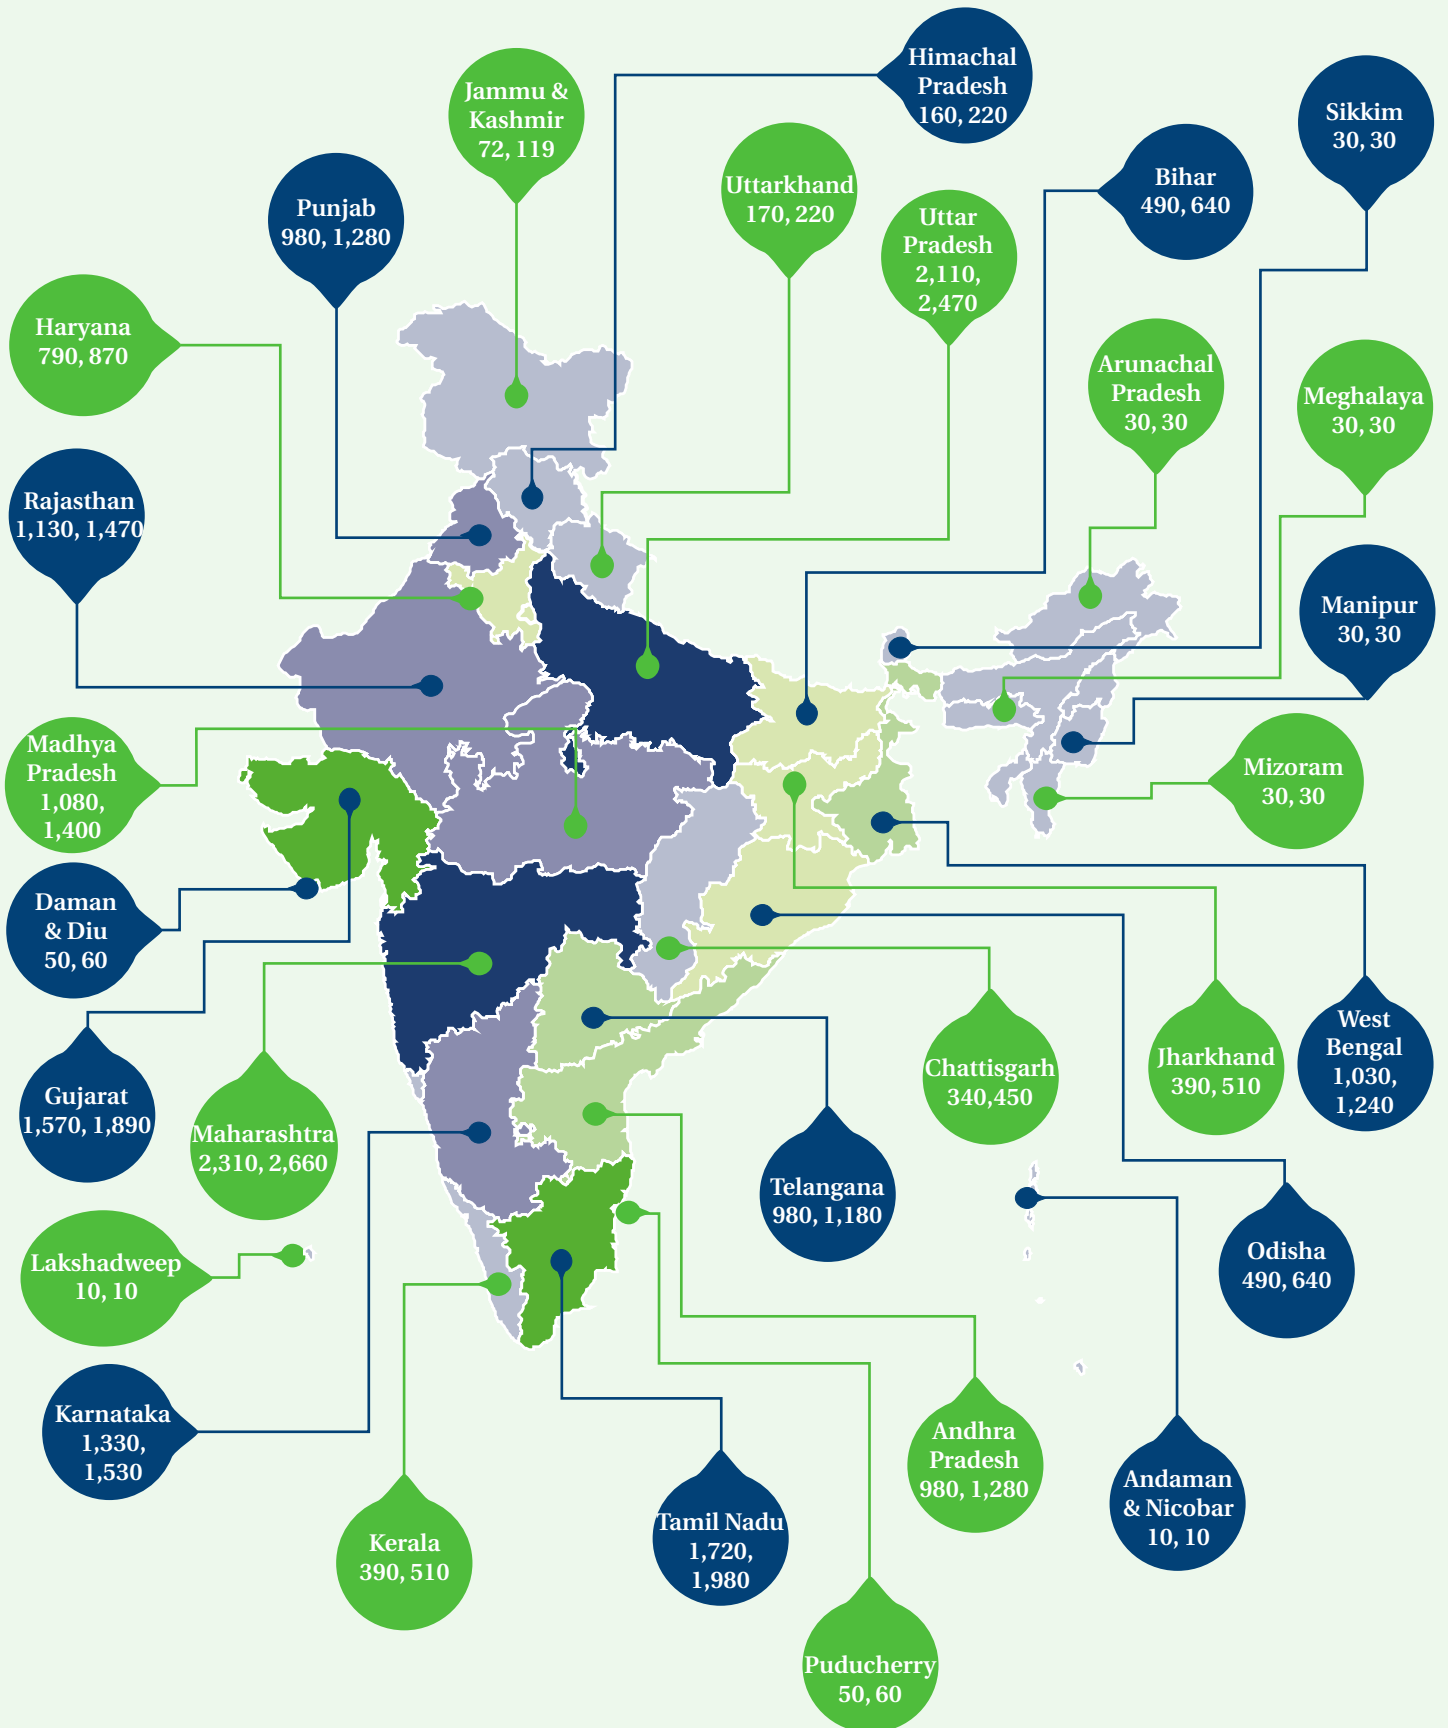 Himachal
Pradesh
160, 220
Jammu &
Kashmir
72, 119
Sikkim
30, 30
Uttarkhand
170, 220
Bihar
490, 640
Punjab
980, 1,280
Uttar
Pradesh
2,110,
2,470
Haryana
790, 870
Arunachal
Pradesh
30, 30
Meghalaya
30, 30
Rajasthan
1,130, 1,470
Manipur
30, 30
Madhya
Pradesh
1,080,
1,400
Mizoram
30, 30
Daman
& Diu
50, 60
Gujarat
1,570, 1,890
Maharashtra
2,310, 2,660
Chattisgarh
340,450
Jharkhand
390, 510
West
Bengal
1,030,
1,240
Telangana
980, 1,180
Lakshadweep
10, 10
Odisha
490, 640
Karnataka
1,330,
1,530
Kerala
390, 510
Tamil Nadu
1,720,
1,980
Andhra
Pradesh
980, 1,280
Andaman
& Nicobar
10, 10
Puducherry
50, 60